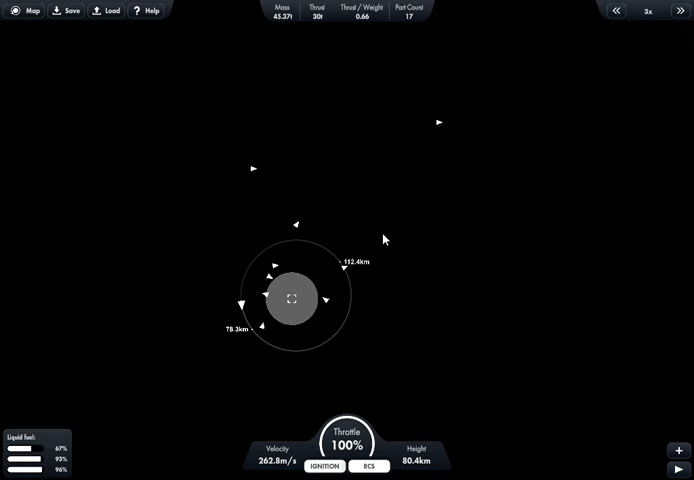 Map
Save
Load
Help
Mass
45.37t
Thrust
30t
Thrust / Weight
0.66
Part Count
17
3x
112.4km
78.3km
Liquid fuel:
67%
93%
96%
Throttle
100%
Velocity
262.8m/s
Height
80.4km
IGNITION
RCS